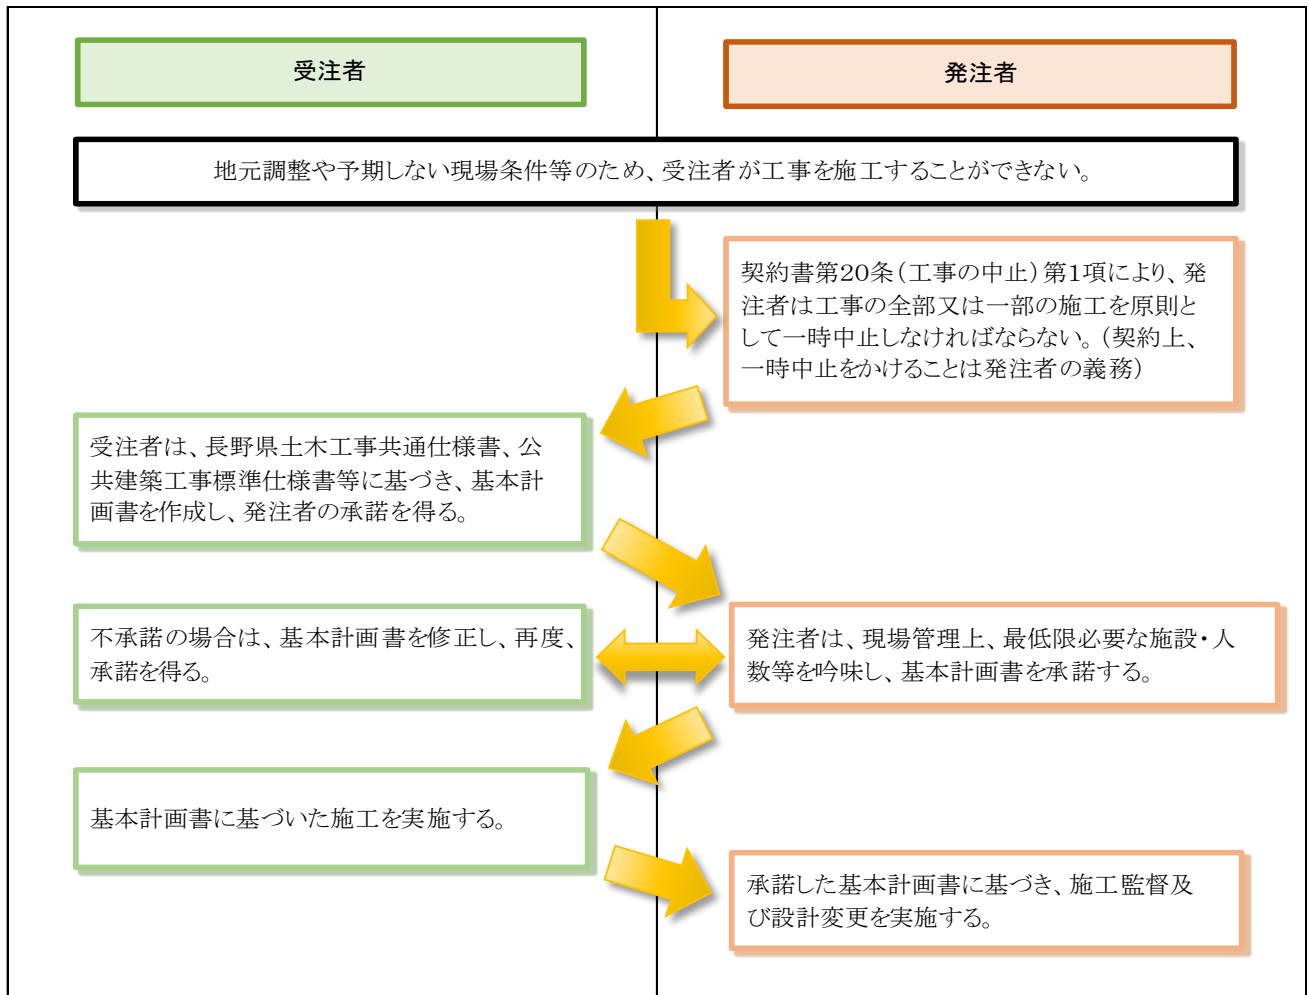 受注者
発注者
地元調整や予期しない現場条件等のため、受注者が工事を施工することができない。
契約書第20条(工事の中止)第1項により、発
注者は工事の全部又は一部の施工を原則と
して一時中止しなければならない。(契約上、
一時中止をかけることは発注者の義務)
受注者は、長野県土木工事共通仕様書、公
共建築工事標準仕様書等に基づき、基本計
画書を作成し、発注者の承諾を得る。
不承諾の場合は、基本計画書を修正し、再度、
承諾を得る。
発注者は、現場管理上、最低限必要な施設・人
数等を吟味し、基本計画書を承諾する。
基本計画書に基づいた施工を実施する。
承諾した基本計画書に基づき、施工監督及
び設計変更を実施する。